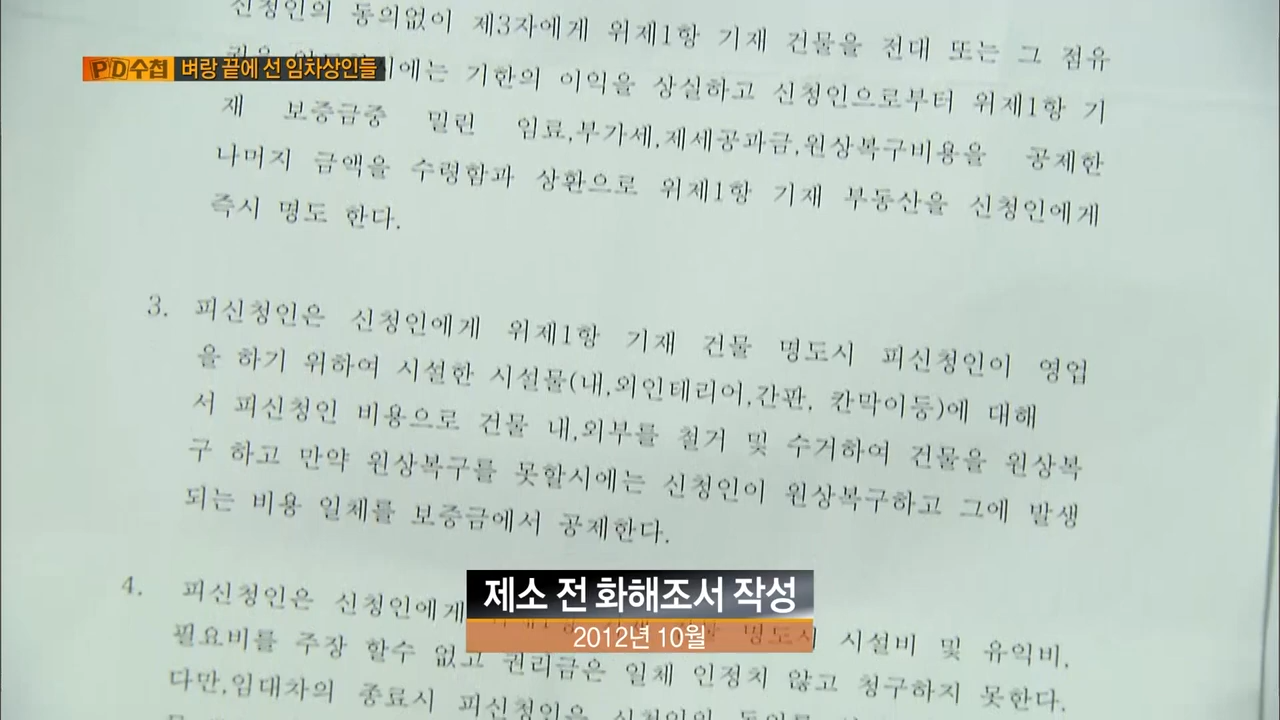 신청인의 동의없이 제3자에게 위제1항 기재 건물을 전대 또는 그 점유
PD수첩 벼랑 끝에 선 임차상인들
에는 기한의 이익을 상실하고 신청인으로부터 위제1항 기
재 보증금중 밀린 임료,부가세,제세공과금,원상복구비용을 공제한
나머지 금액을 수령함과 상환으로 위제1항 기재 부동산을 신청인에게
즉시 명도 한다.
3. 피신청인은 신청인에게 위제1항 기재 건물 명도시 피신청인이 영업
을 하기 위하여 시설한 시설물(내,외인테리어,간판, 칸막이등)에 대해
서 피신청인 비용으로 건물 내,외부를 철거 및 수거하여 건물을 원상복
구 하고 만약 원상복구를 못할시에는 신청인이 원상복구하고 그에 발생
되는 비용 일체를 보증금에서 공제한다.
4. 피신청인은 신청인에게 명도시 시설비 및 유익비,
필요비를 주장 할수 없고 권리금은 일체 인정치 않고 청구하지 못한다.
다만,임대차의 종료시 피신청인은
제소 전 화해조서 작성
2012년 10월